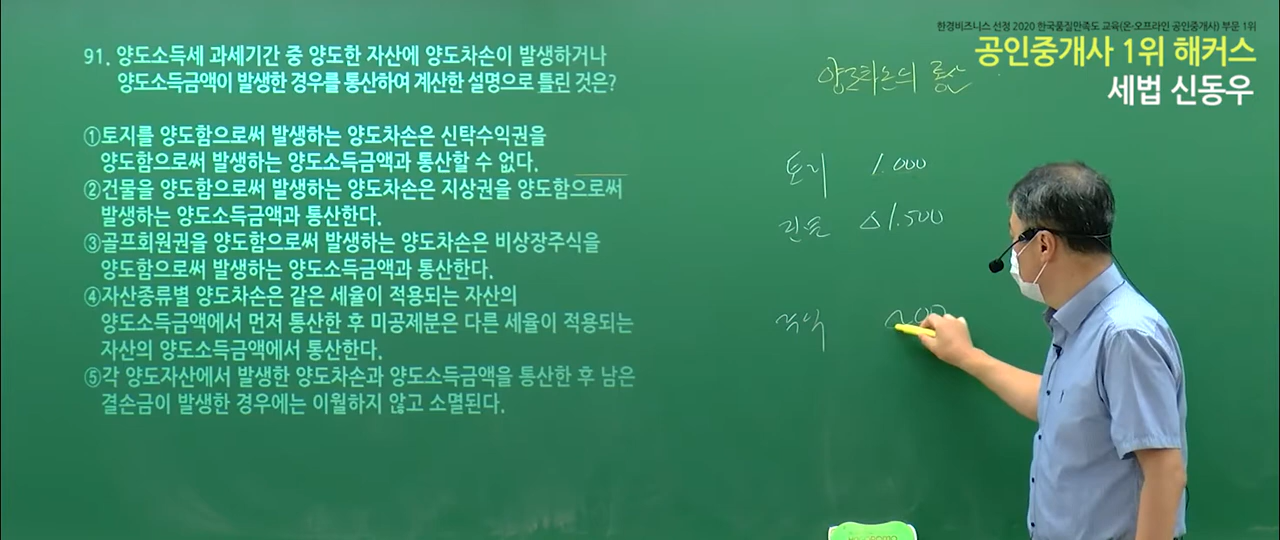 한경비즈니스 선정 2020 한국품질만족도 교육(온·오프라인 공인중개사) 부문 1위
공인중개사 1위 해커스
세법 신동우
91. 양도소득세 과세기간 중 양도한 자산에 양도차손이 발생하거나
양도소득금액이 발생한 경우를 통산하여 계산한 설명으로 틀린 것은?
①토지를 양도함으로써 발생하는 양도차손은 신탁수익권을
양도함으로써 발생하는 양도소득금액과 통산할 수 없다.
②건물을 양도함으로써 발생하는 양도차손은 지상권을 양도함으로써
발생하는 양도소득금액과 통산한다.
③골프회원권을 양도함으로써 발생하는 양도차손은 비상장주식을
양도함으로써 발생하는 양도소득금액과 통산한다.
④자산종류별 양도차손은 같은 세율이 적용되는 자산의
양도소득금액에서 먼저 통산한 후 미공제분은 다른 세율이 적용되는
자산의 양도소득금액에서 통산한다.
⑤각 양도자산에서 발생한 양도차손과 양도소득금액을 통산한 후 남은
결손금이 발생한 경우에는 이월하지 않고 소멸된다.
양도차손의 통산
토지 1.000
건물 △1.500
주식